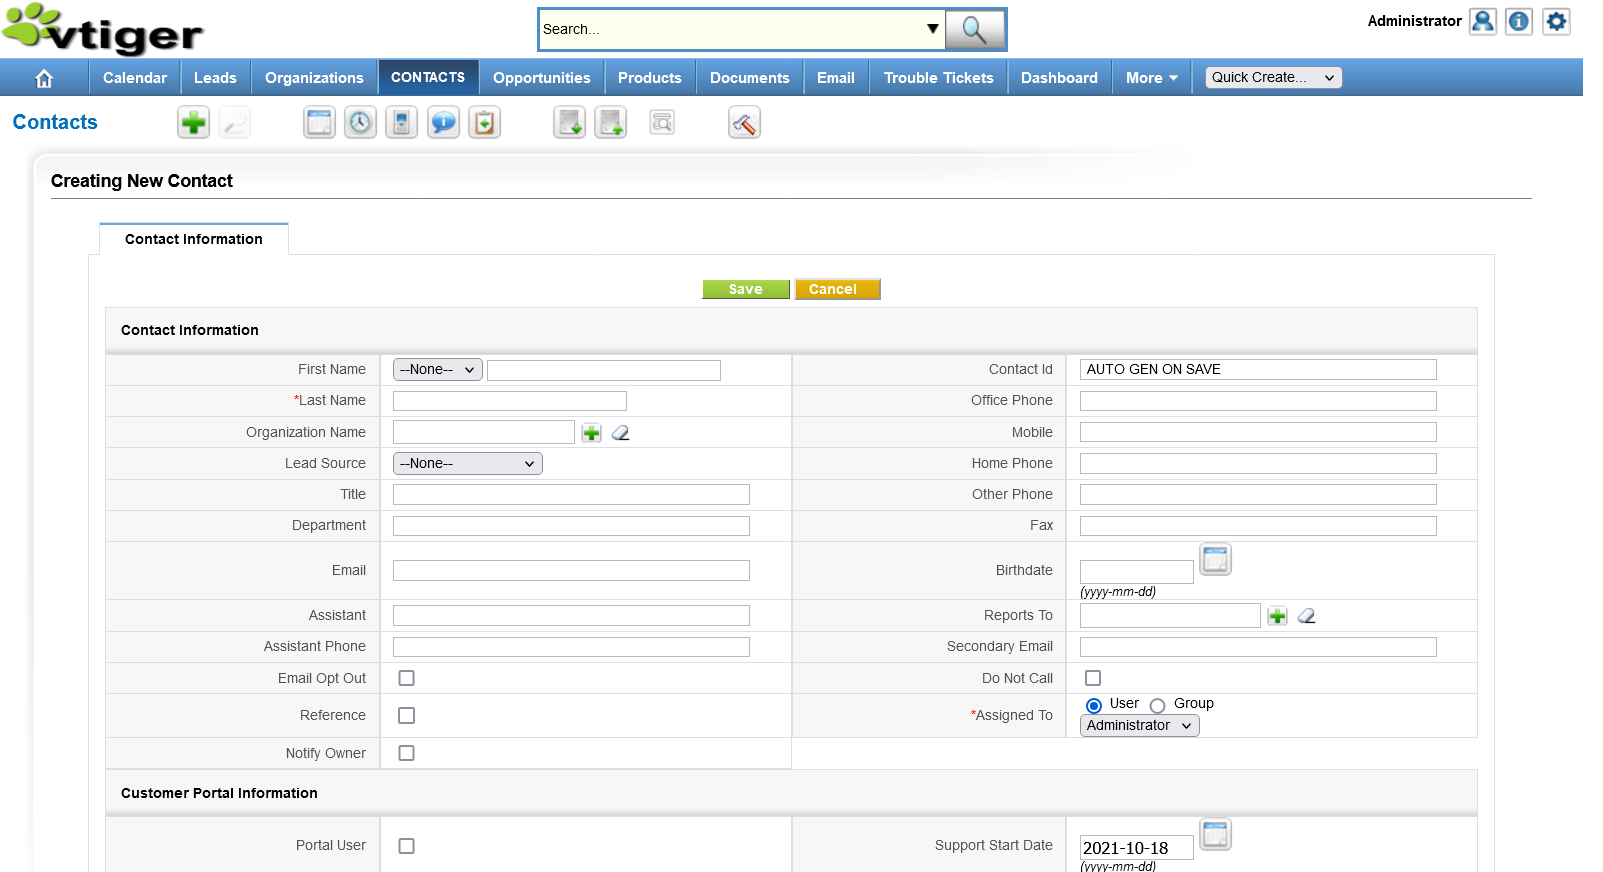 vtiger
Search...
Administrator
Calendar Leads Organizations CONTACTS Opportunities Products Documents Email Trouble Tickets Dashboard More Quick Create...
Contacts
Creating New Contact
Contact Information
Save Cancel
Contact Information
First Name --None-- Contact Id AUTO GEN ON SAVE
*Last Name Office Phone
Organization Name Mobile
Lead Source --None-- Home Phone
Title Other Phone
Department Fax
Email Birthdate
(yyyy-mm-dd)
Assistant Reports To
Assistant Phone Secondary Email
Email Opt Out Do Not Call
Reference *Assigned To User Group
Administrator
Notify Owner
Customer Portal Information
Portal User Support Start Date 2021-10-18
(yyyy-mm-dd)